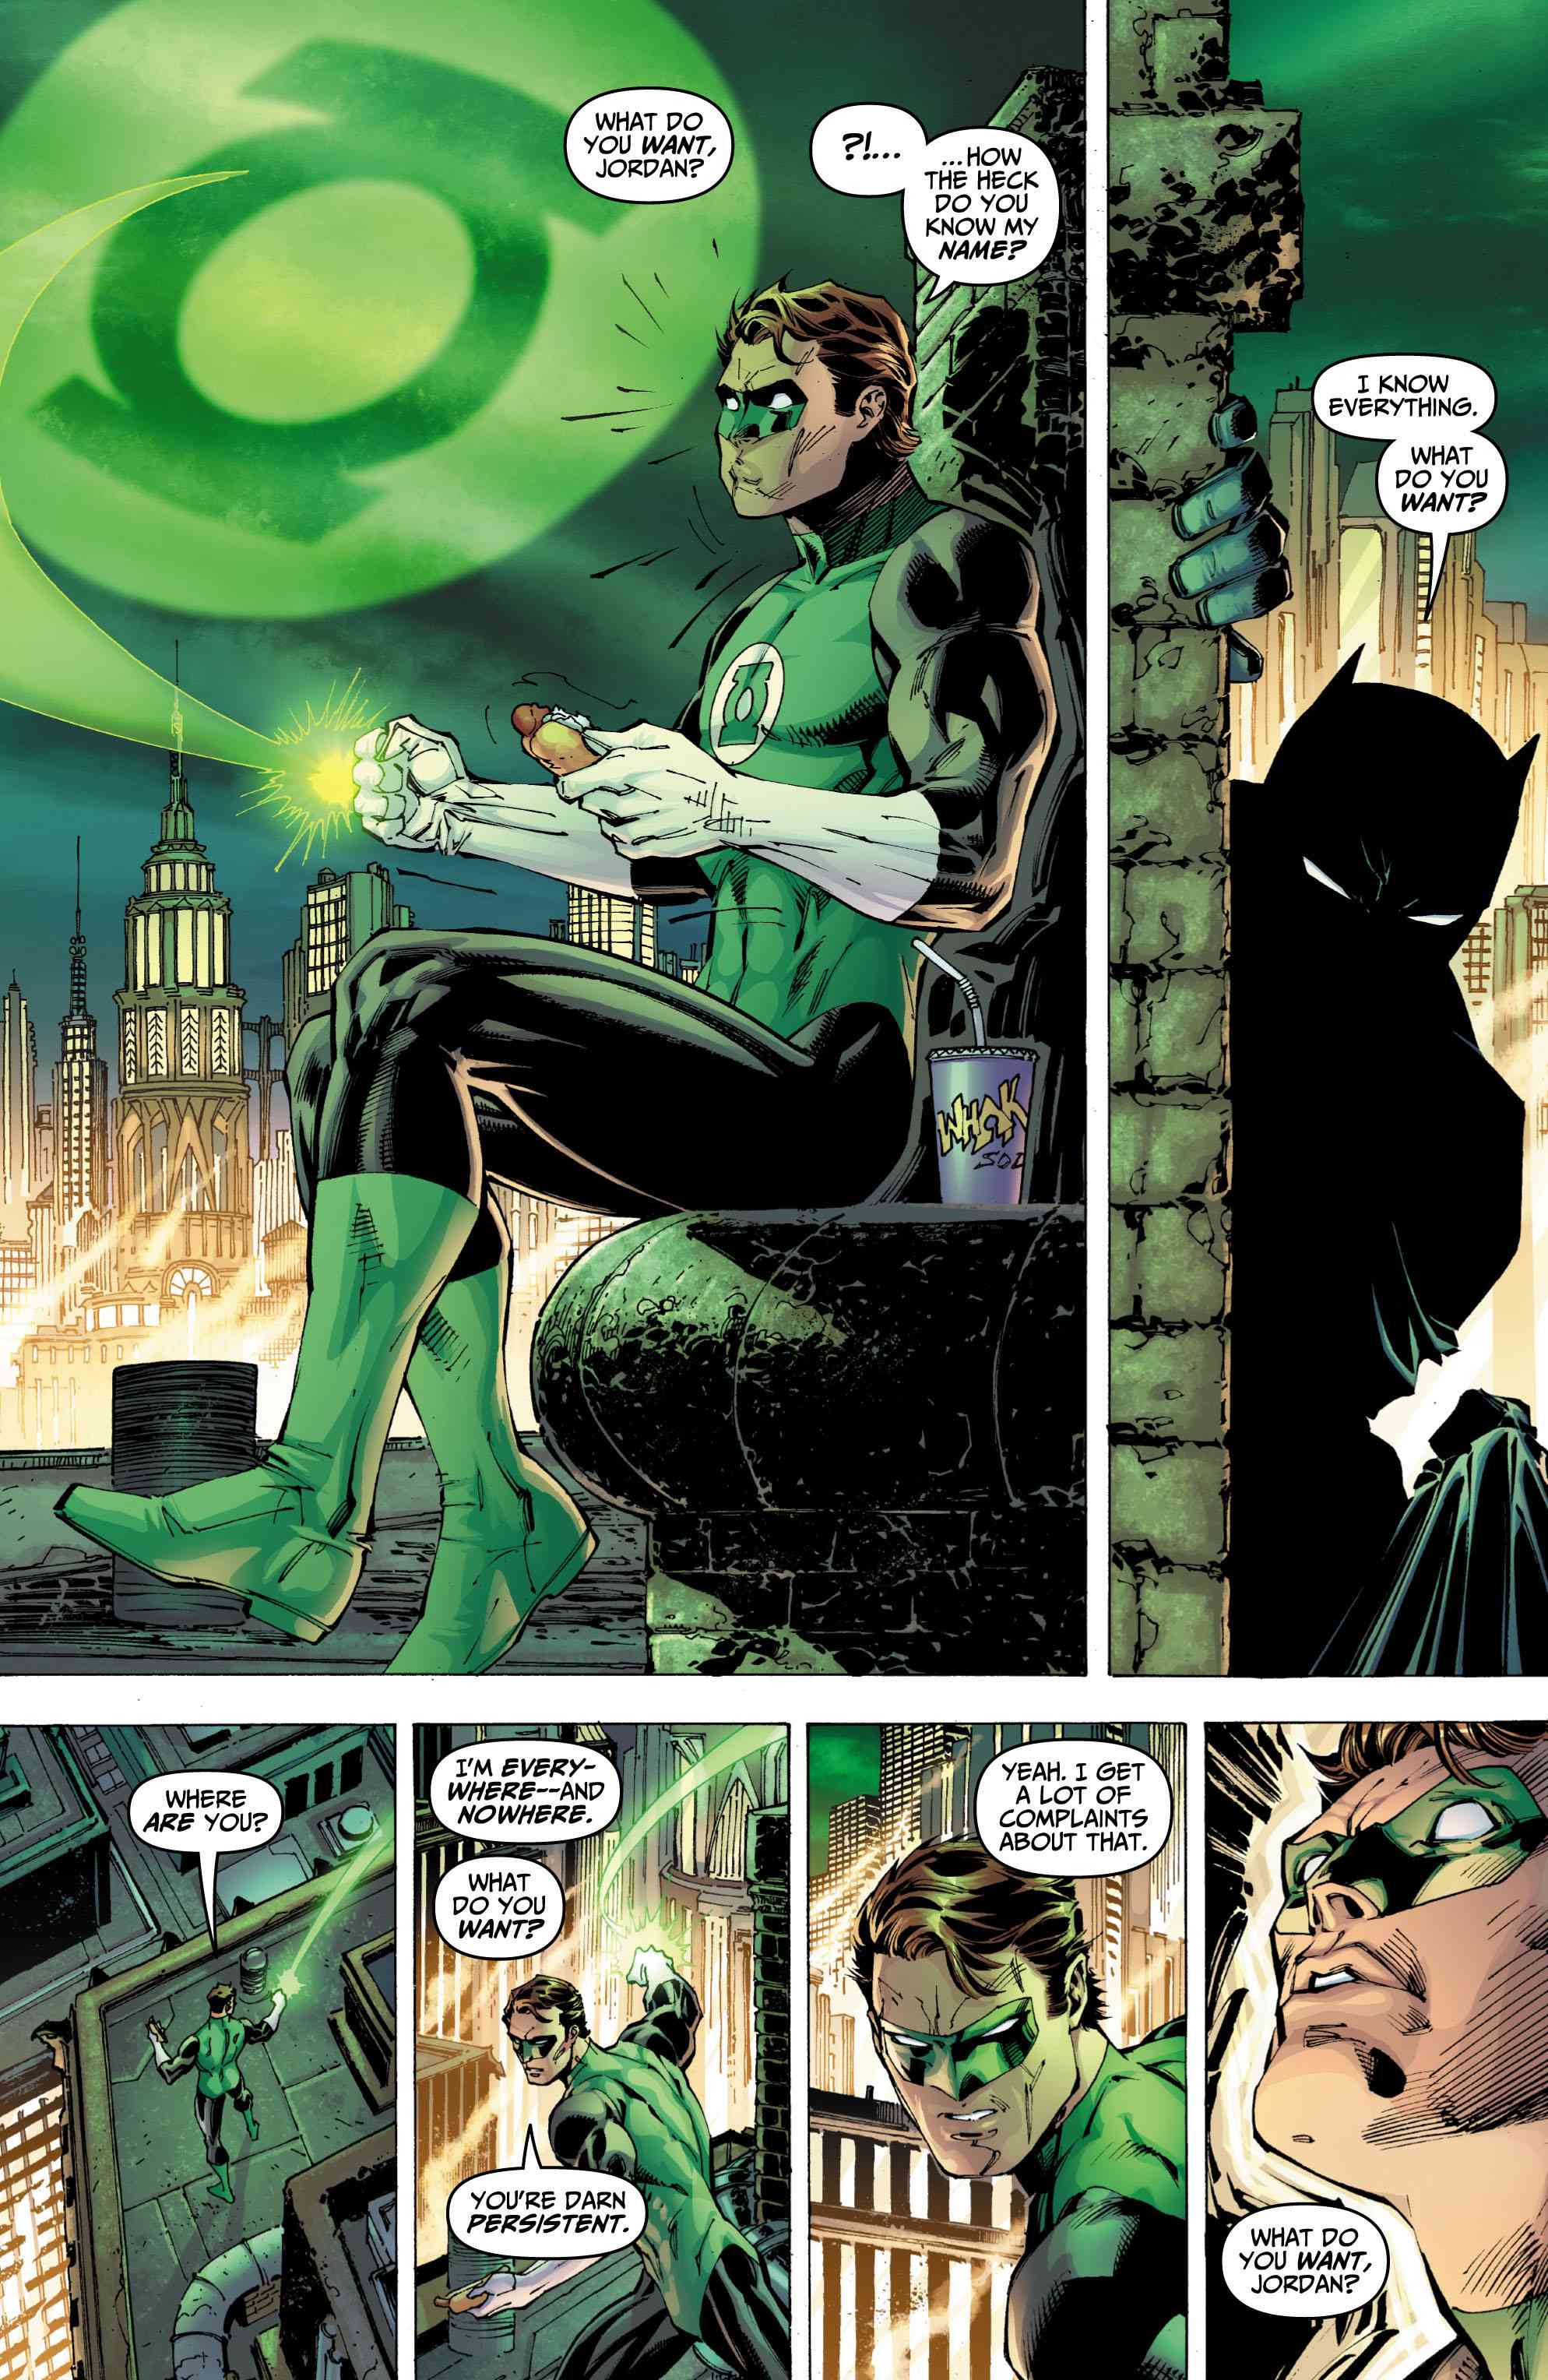 WHAT DO
YOU WANT,
JORDAN?
?!...
...HOW
THE HECK
DO YOU
KNOW MY
NAME?
WHAK
SOD
I KNOW
EVERYTHING.
WHAT
DO YOU
WANT?
WHERE
ARE YOU?
I'M EVERY-
WHERE--AND
NOWHERE.
WHAT
DO YOU
WANT?
YOU'RE DARN
PERSISTENT.
YEAH. I GET
A LOT OF
COMPLAINTS
ABOUT THAT.
WHAT DO
YOU WANT,
JORDAN?